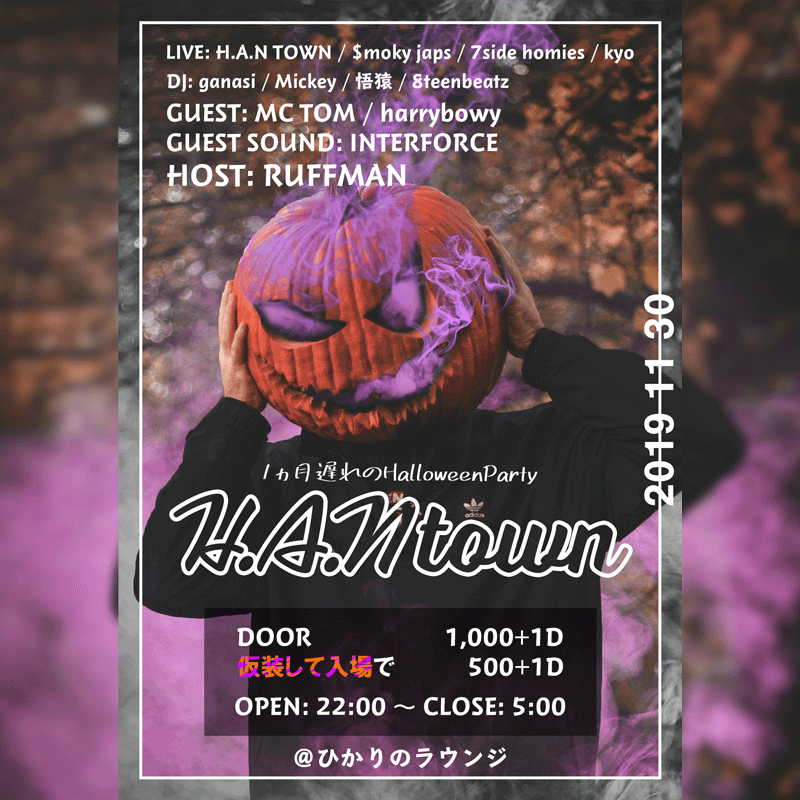 LIVE: H.A.N TOWN / $moky japs / 7side homies / kyo
DJ: ganasi / Mickey / 悟猿 / 8teenbeatz
GUEST: MC TOM / harrybowy
GUEST SOUND: INTERFORCE
HOST: RUFFMAN
2019 11 30
1ヵ月遅れのHalloweenParty
adidas
H.A.N town
DOOR 1,000+1D
仮装して入場で 500+1D
OPEN: 22:00 〜 CLOSE: 5:00
@ひかりのラウンジ